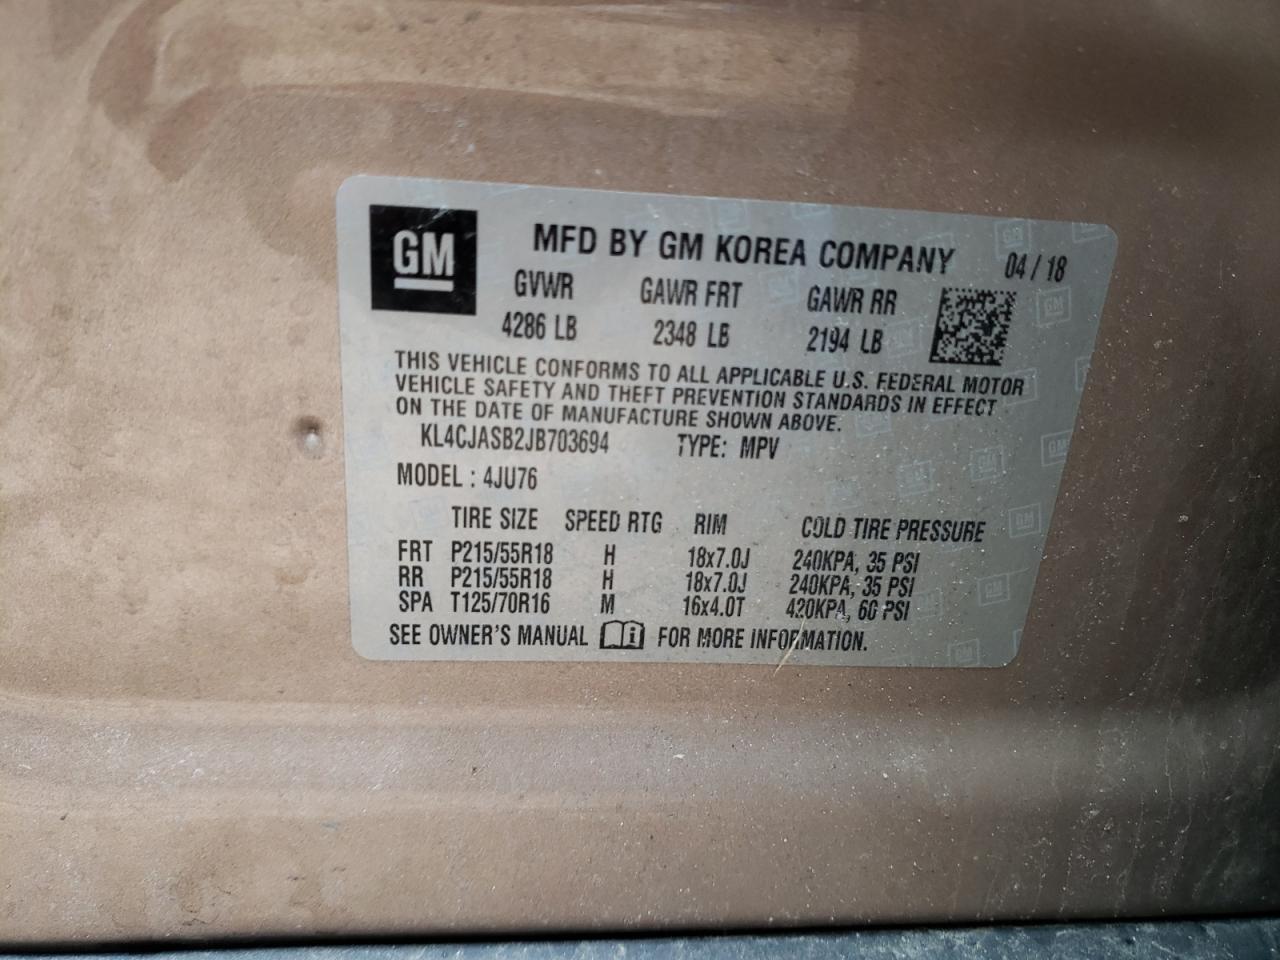 GM
MFD BY GM KOREA COMPANY 04 / 18
GVWR GAWR FRT GAWR RR
4286 LB 2348 LB 2194 LB
THIS VEHICLE CONFORMS TO ALL APPLICABLE U.S. FEDERAL MOTOR
VEHICLE SAFETY AND THEFT PREVENTION STANDARDS IN EFFECT
ON THE DATE OF MANUFACTURE SHOWN ABOVE.
KL4CJASB2JB703694 TYPE: MPV
MODEL : 4JU76
TIRE SIZE SPEED RTG RIM COLD TIRE PRESSURE
FRT P215/55R18 H 18x7.0J 240KPA, 35 PSI
RR P215/55R18 H 18x7.0J 240KPA, 35 PSI
SPA T125/70R16 M 16x4.0T 420KPA, 60 PSI
SEE OWNER'S MANUAL FOR MORE INFORMATION.